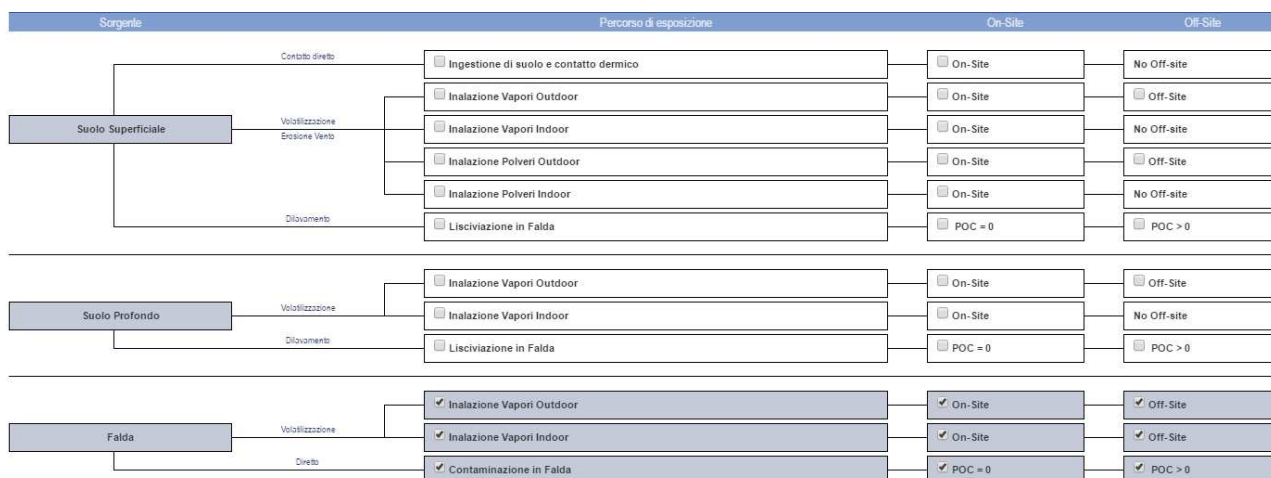 Sorgente Percorso di esposizione On-Site Off-Site
Contatto diretto
Ingestione di suolo e contatto dermico On-Site No Off-site
Inalazione Vapori Outdoor On-Site Off-Site
Suolo Superficiale Volatilizzazione Inalazione Vapori Indoor On-Site No Off-site
Erosione Vento
Inalazione Polveri Outdoor On-Site Off-Site
Inalazione Polveri Indoor On-Site No Off-site
Dilavamento
Lisciviazione in Falda POC = 0 POC > 0
Inalazione Vapori Outdoor On-Site Off-Site
Suolo Profondo Volatilizzazione Inalazione Vapori Indoor On-Site No Off-site
Dilavamento
Lisciviazione in Falda POC = 0 POC > 0
Inalazione Vapori Outdoor On-Site Off-Site
Falda Volatilizzazione Inalazione Vapori Indoor On-Site Off-Site
Diretto
Contaminazione in Falda POC = 0 POC > 0